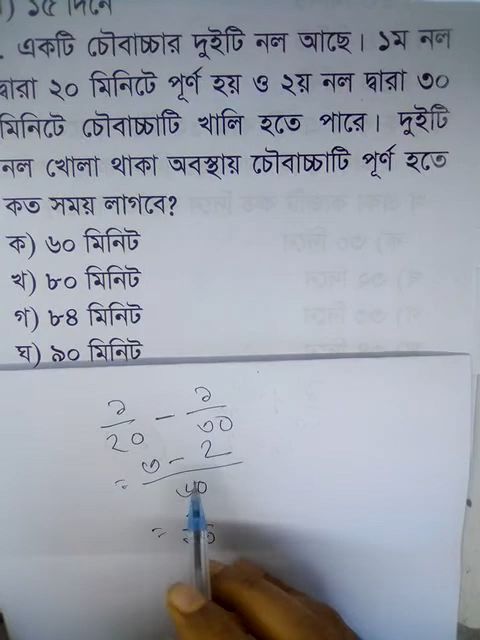 ) ১৫ দিনে
. একটি চৌবাচ্চার দুইটি নল আছে। ১ম নল
দ্বারা ২০ মিনিটে পূর্ণ হয় ও ২য় নল দ্বারা ৩০
মিনিটে চৌবাচ্চাটি খালি হতে পারে। দুইটি
নল খোলা থাকা অবস্থায় চৌবাচ্চাটি পূর্ণ হতে
কত সময় লাগবে?
ক) ৬০ মিনিট
খ) ৮০ মিনিট
গ) ৮৪ মিনিট
ঘ) ৯০ মিনিট
১ - ১
২০ ৩০
= ৩ - ২
৬০
=